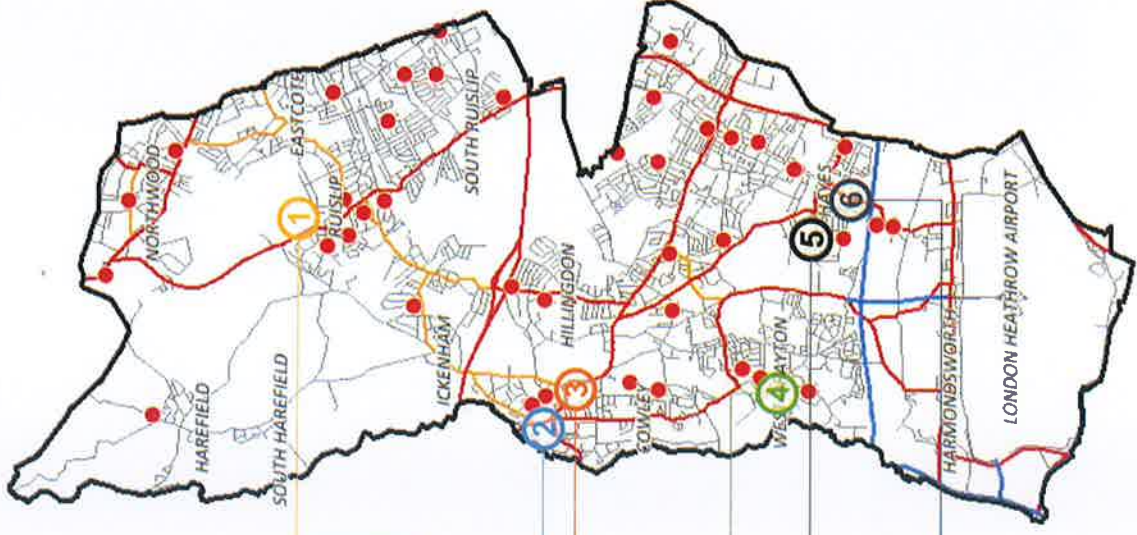 NORTHWOOD
HAREFIELD
EASTCOTE
1
RUISLIP
SOUTH HAREFIELD
SOUTH RUISLIP
ICKENHAM
HILLINGDON
2
3
COWLEY
4
5
HAYES
6
HARMONDSWORTH
LONDON HEATHROW AIRPORT